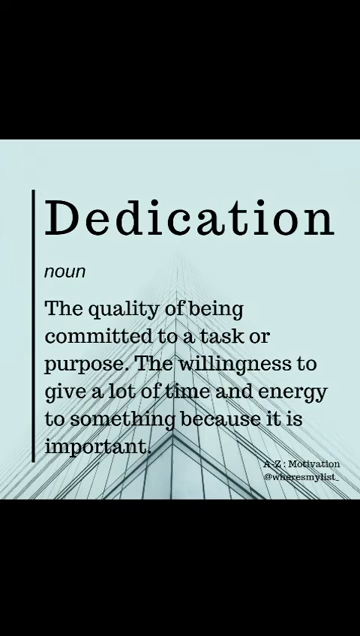 Dedication
noun
The quality of being
committed to a task or
purpose. The willingness to
give a lot of time and energy
to something because it is
important.
A-Z : Motivation
@wheresmylist_